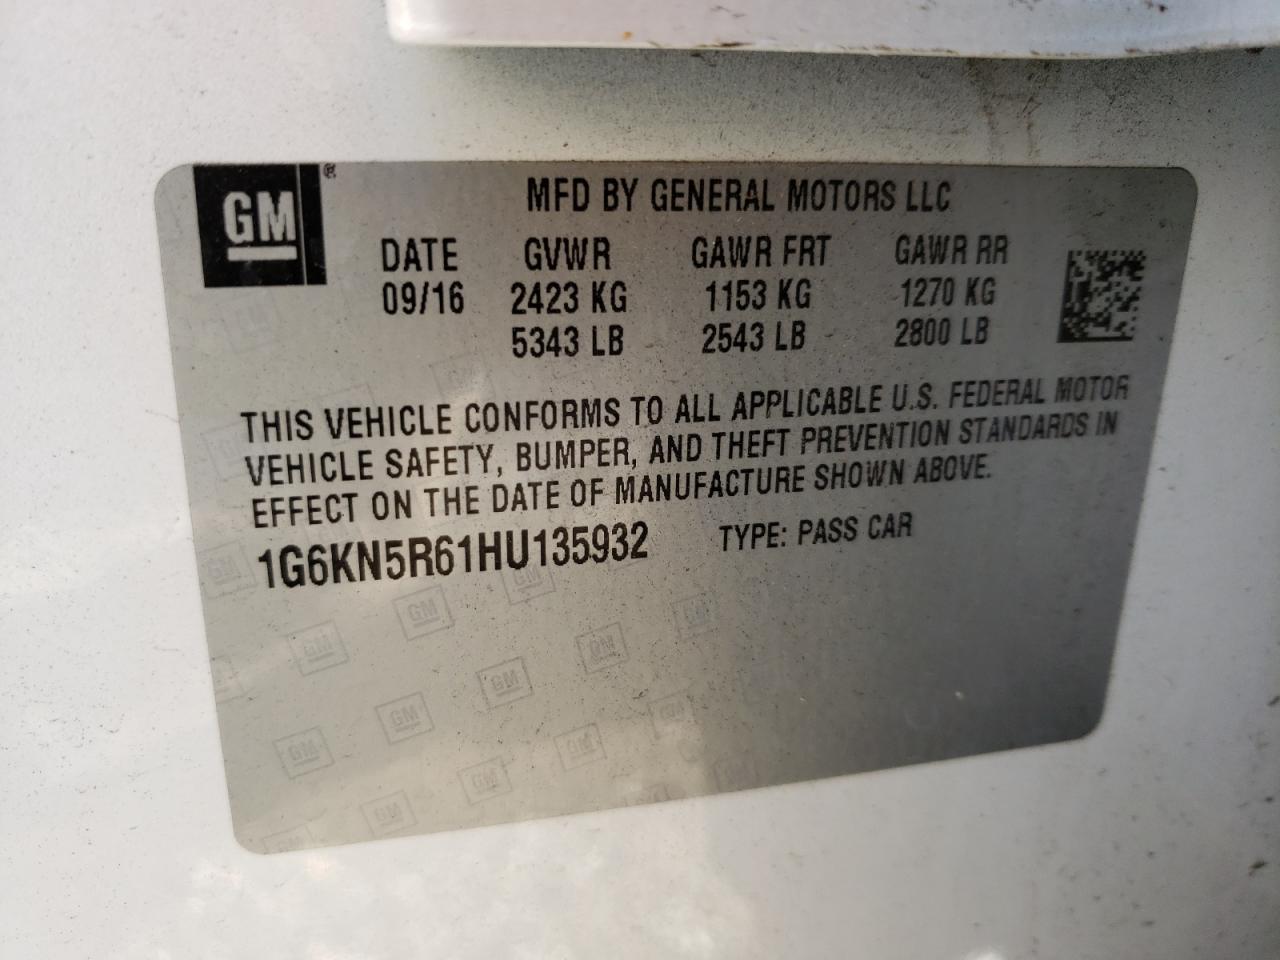 GM®
MFD BY GENERAL MOTORS LLC
DATE GVWR GAWR FRT GAWR RR
09/16 2423 KG 1153 KG 1270 KG
5343 LB 2543 LB 2800 LB
THIS VEHICLE CONFORMS TO ALL APPLICABLE U.S. FEDERAL MOTOR
VEHICLE SAFETY, BUMPER, AND THEFT PREVENTION STANDARDS IN
EFFECT ON THE DATE OF MANUFACTURE SHOWN ABOVE.
1G6KN5R61HU135932 TYPE: PASS CAR